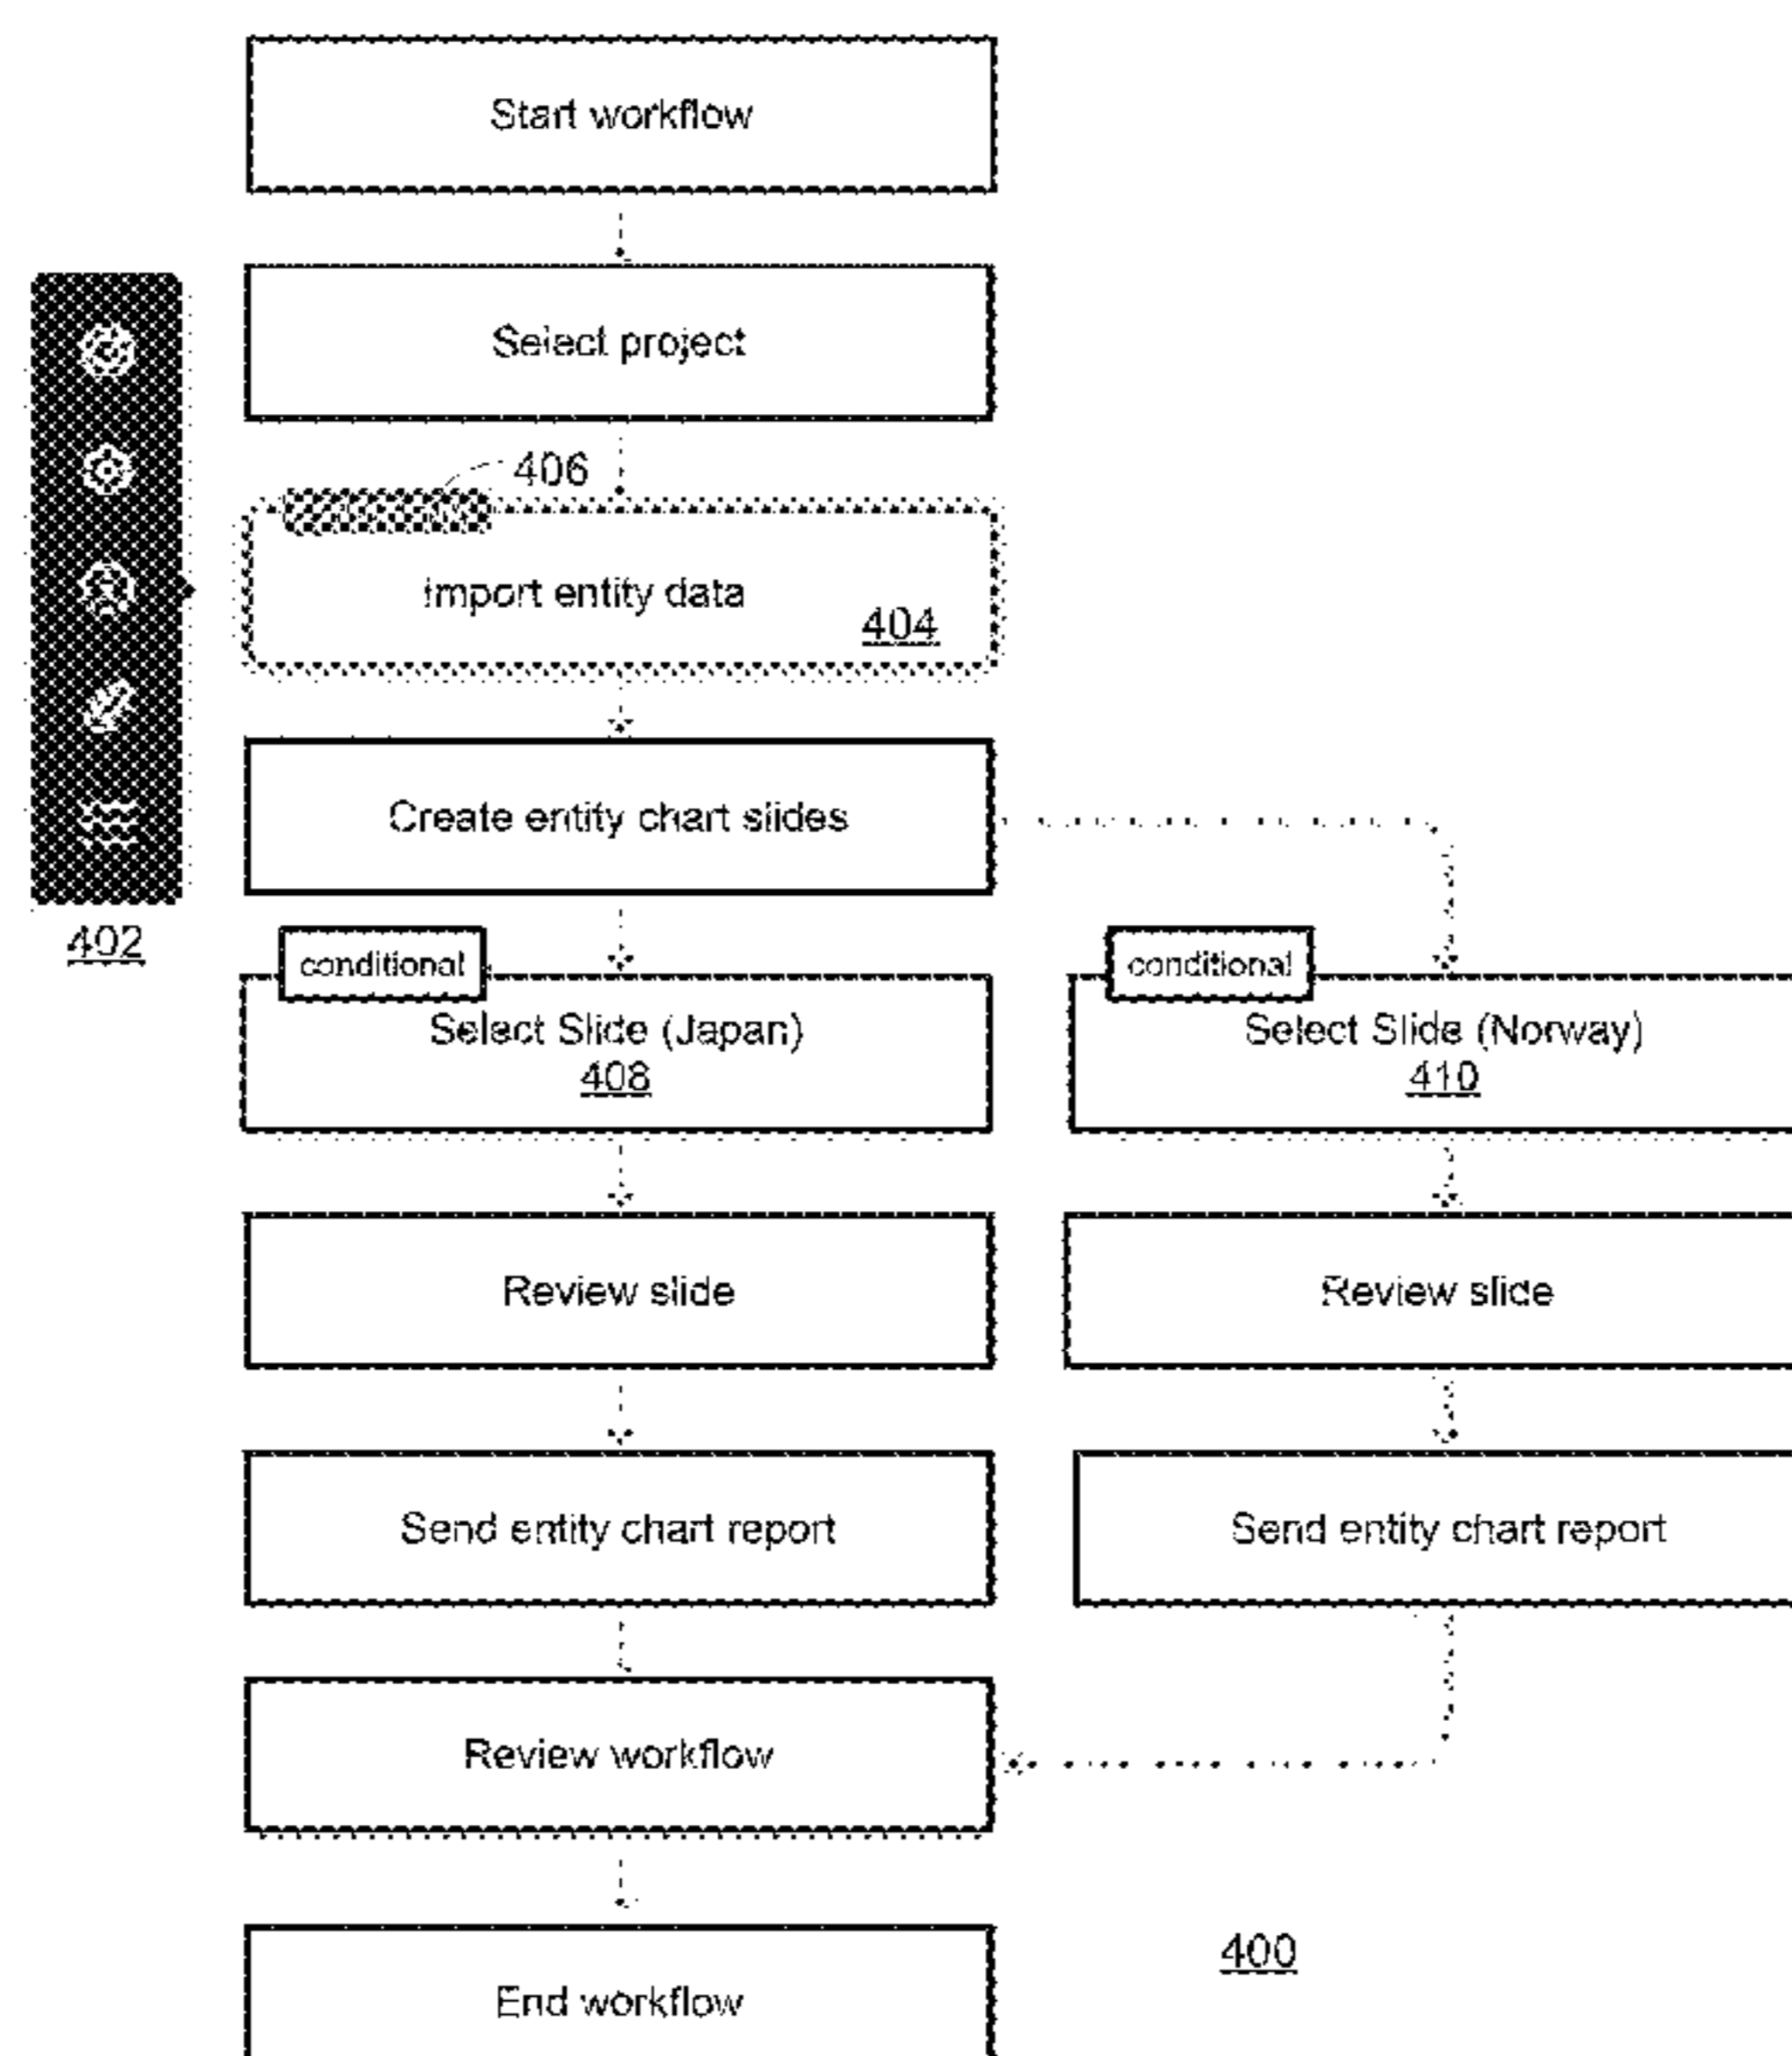 Start workflow
Select project
406
Import entity data
404
Create entity chart slides
402
conditional
Select Slide (Japan)
408
conditional
Select Slide (Norway)
410
Review slide
Review slide
Send entity chart report
Send entity chart report
Review workflow
400
End workflow